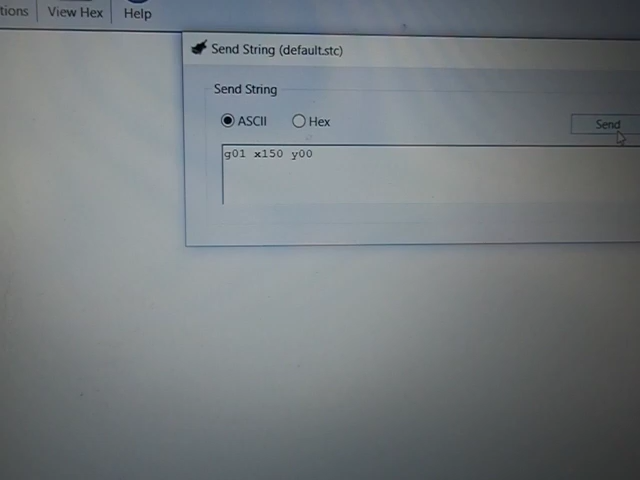 tions View Hex Help
Send String (default.stc)
Send String
ASCII Hex
Send
g01 x150 y00